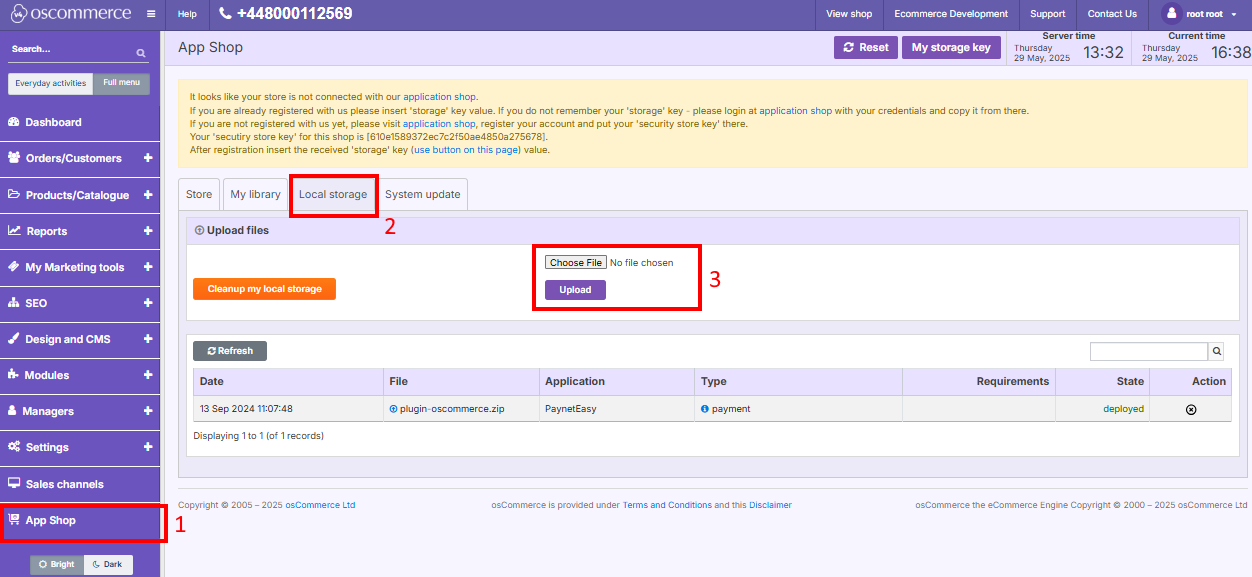 oscommerce
Help
+448000112569
View shop
Ecommerce Development
Support
Contact Us
root root
Search...
Everyday activities
Full menu
Dashboard
Orders/Customers
Products/Catalogue
Reports
My Marketing tools
SEO
Design and CMS
Modules
Managers
Settings
Sales channels
App Shop
1
Bright
Dark
App Shop
Reset
My storage key
Server time
Thursday
29 May, 2025
13:32
Current time
Thursday
29 May, 2025
16:38
It looks like your store is not connected with our application shop.
If you are already registered with us please insert 'storage' key value. If you do not remember your 'storage' key - please login at application shop with your credentials and copy it from there.
If you are not registered with us yet, please visit application shop, register your account and put your 'security store key' there.
Your 'secutiry store key' for this shop is [610e1589372ec7c2f50ae4850a275678].
After registration insert the received 'storage' key (use button on this page) value.
Store
My library
Local storage
System update
2
Upload files
Choose File No file chosen
3
Cleanup my local storage
Upload
Refresh
Date File Application Type Requirements State Action
13 Sep 2024 11:07:48 plugin-oscommerce.zip PaynetEasy payment deployed
Displaying 1 to 1 (of 1 records)
Copyright © 2005 – 2025 osCommerce Ltd
osCommerce is provided under Terms and Conditions and this Disclaimer
osCommerce the eCommerce Engine Copyright © 2000 – 2025 osCommerce Ltd